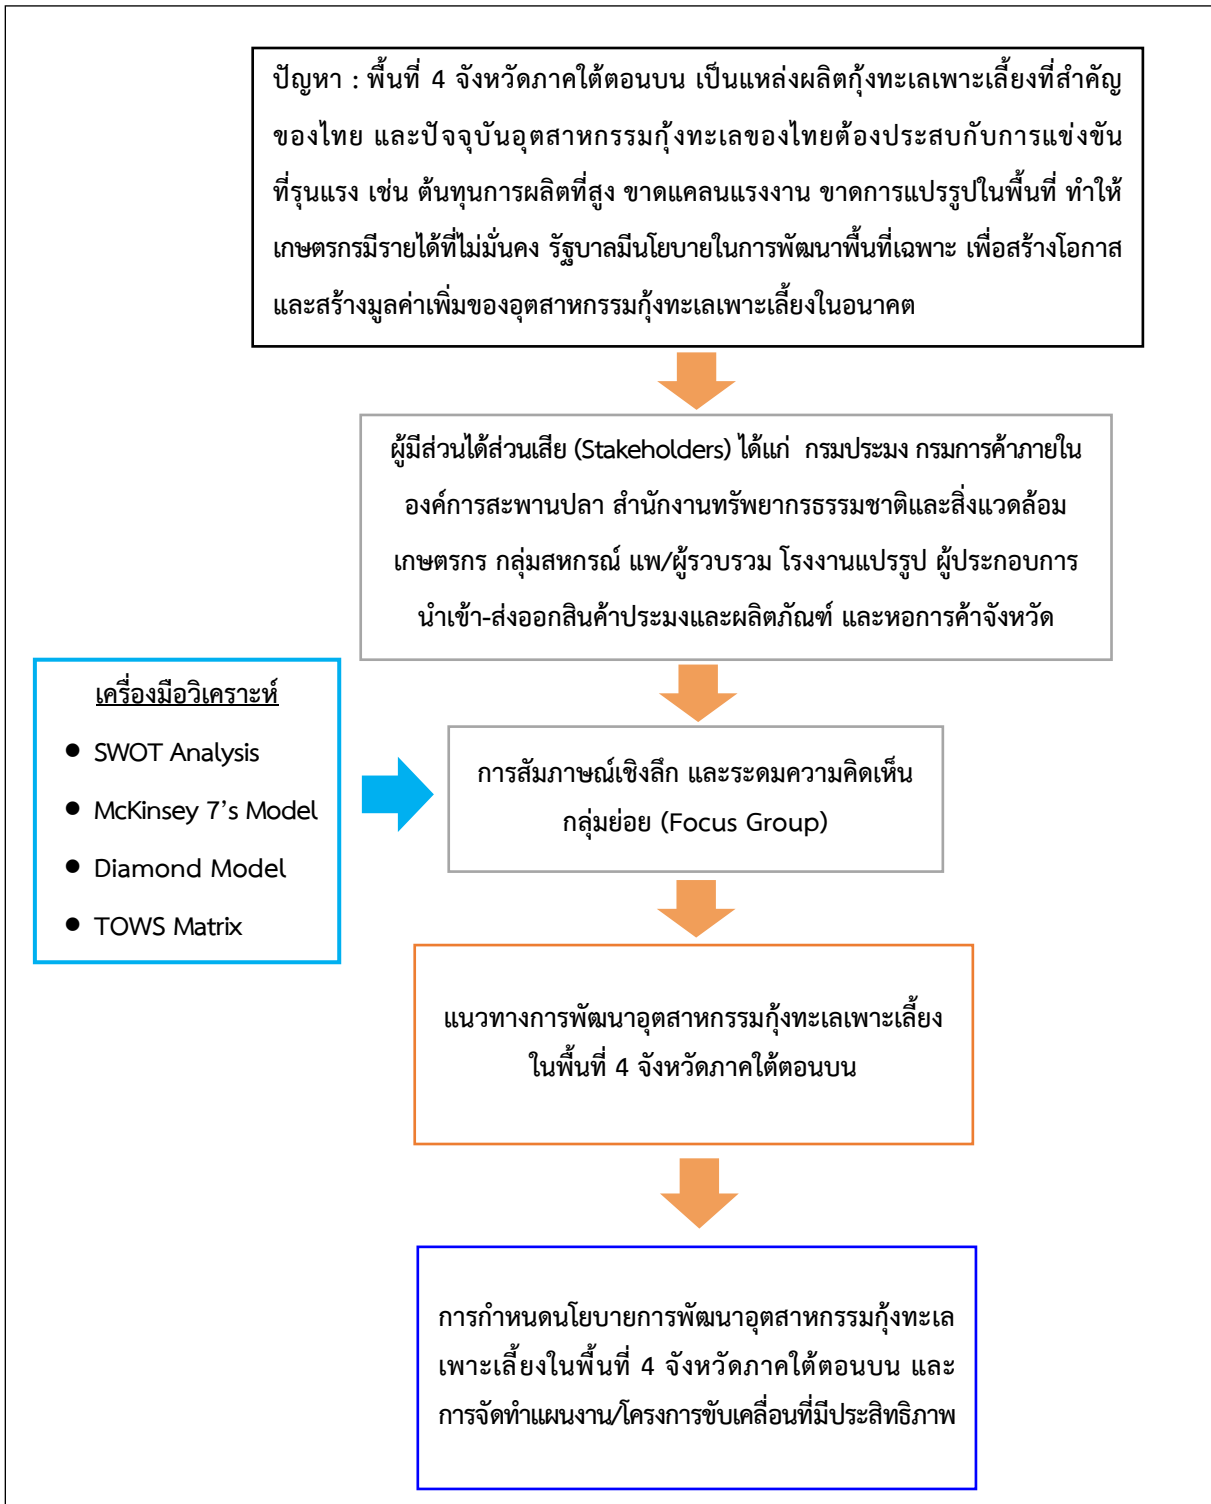 ปัญหา : พื้นที่ 4 จังหวัดภาคใต้ตอนบน เป็นแหล่งผลิตกุ้งทะเลเพาะเลี้ยงที่สำคัญ
ของไทย และปัจจุบันอุตสาหกรรมกุ้งทะเลของไทยต้องประสบกับการแข่งขัน
ที่รุนแรง เช่น ต้นทุนการผลิตที่สูง ขาดแคลนแรงงาน ขาดการแปรรูปในพื้นที่ ทำให้
เกษตรกรมีรายได้ที่ไม่มั่นคง รัฐบาลมีนโยบายในการพัฒนาพื้นที่เฉพาะ เพื่อสร้างโอกาส
และสร้างมูลค่าเพิ่มของอุตสาหกรรมกุ้งทะเลเพาะเลี้ยงในอนาคต
ผู้มีส่วนได้ส่วนเสีย (Stakeholders) ได้แก่ กรมประมง กรมการค้าภายใน
องค์การสะพานปลา สำนักงานทรัพยากรธรรมชาติและสิ่งแวดล้อม
เกษตรกร กลุ่มสหกรณ์ แพ/ผู้รวบรวม โรงงานแปรรูป ผู้ประกอบการ
นำเข้า-ส่งออกสินค้าประมงและผลิตภัณฑ์ และหอการค้าจังหวัด
เครื่องมือวิเคราะห์
● SWOT Analysis
● McKinsey 7’s Model
● Diamond Model
● TOWS Matrix
การสัมภาษณ์เชิงลึก และระดมความคิดเห็น
กลุ่มย่อย (Focus Group)
แนวทางการพัฒนาอุตสาหกรรมกุ้งทะเลเพาะเลี้ยง
ในพื้นที่ 4 จังหวัดภาคใต้ตอนบน
การกำหนดนโยบายการพัฒนาอุตสาหกรรมกุ้งทะเล
เพาะเลี้ยงในพื้นที่ 4 จังหวัดภาคใต้ตอนบน และ
การจัดทำแผนงาน/โครงการขับเคลื่อนที่มีประสิทธิภาพ